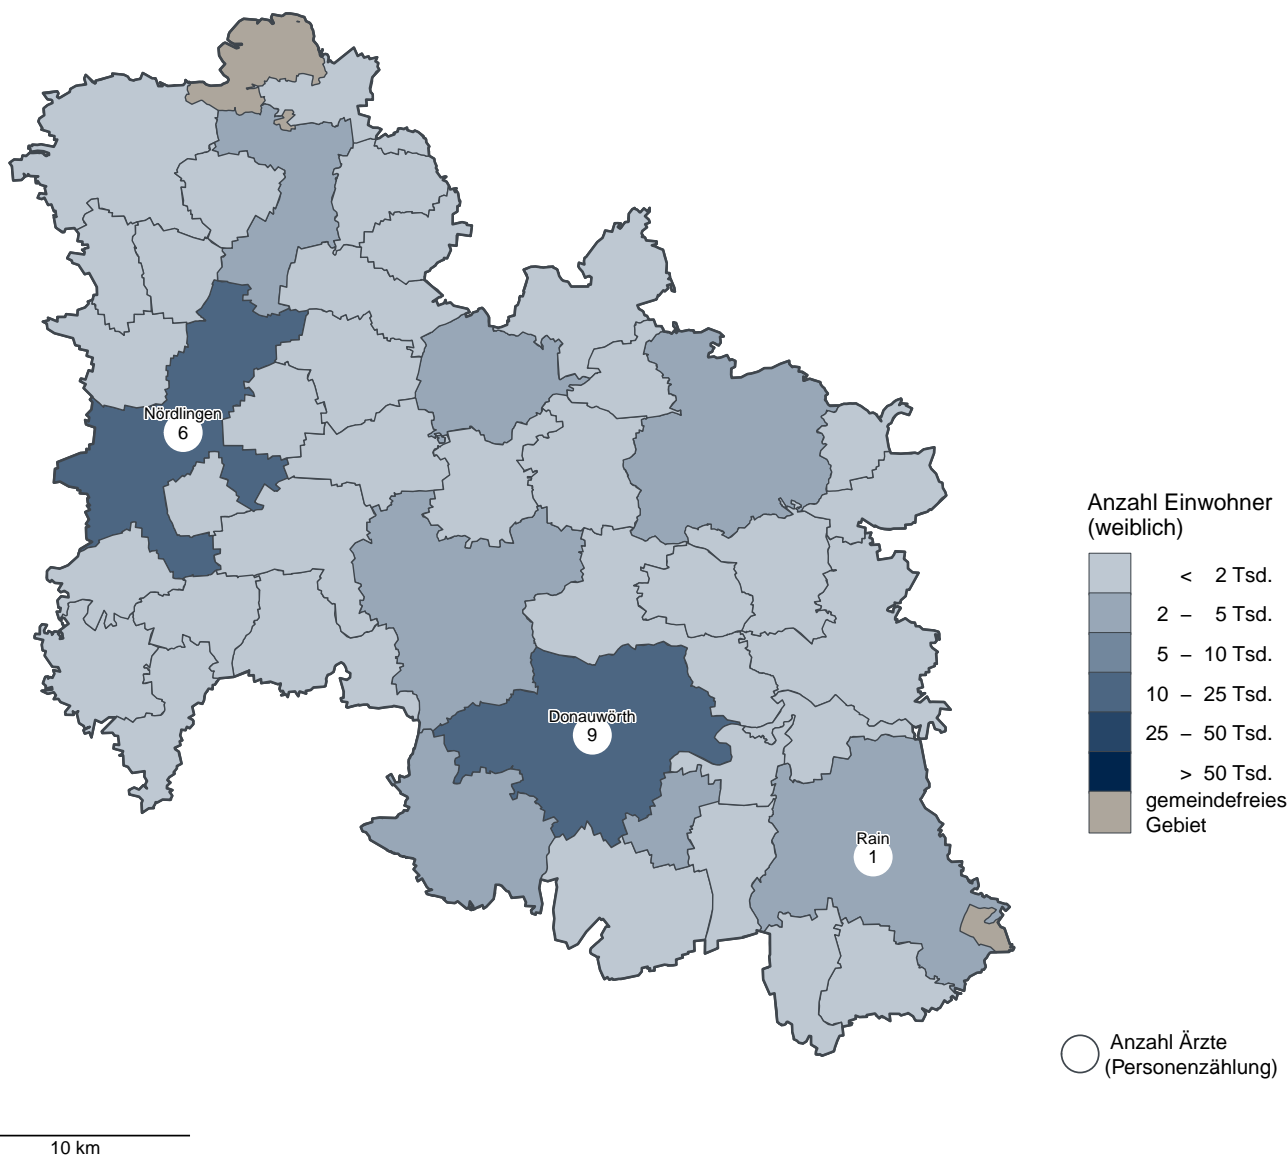 Nördlingen
6
Donauwörth
9
Rain
1
Anzahl Einwohner
(weiblich)
< 2 Tsd.
2 – 5 Tsd.
5 – 10 Tsd.
10 – 25 Tsd.
25 – 50 Tsd.
> 50 Tsd.
gemeindefreies
Gebiet
Anzahl Ärzte
(Personenzählung)
10 km